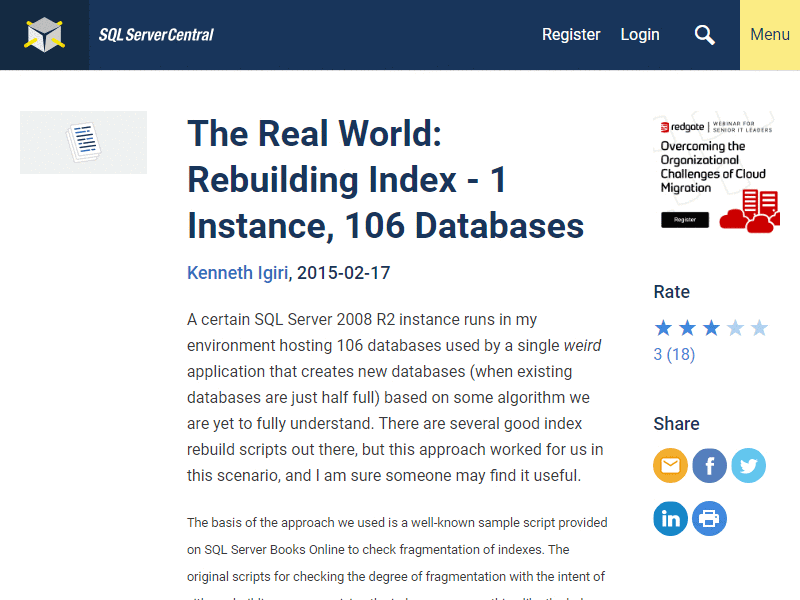 SQL ServerCentral
Register Login
Menu
The Real World:
Rebuilding Index - 1
Instance, 106 Databases
Kenneth Igiri, 2015-02-17
A certain SQL Server 2008 R2 instance runs in my
environment hosting 106 databases used by a single weird
application that creates new databases (when existing
databases are just half full) based on some algorithm we
are yet to fully understand. There are several good index
rebuild scripts out there, but this approach worked for us in
this scenario, and I am sure someone may find it useful.
The basis of the approach we used is a well-known sample script provided
on SQL Server Books Online to check fragmentation of indexes. The
original scripts for checking the degree of fragmentation with the intent of
redgate
WEBINAR FOR
SENIOR IT LEADERS
Overcoming the
Organizational
Challenges of Cloud
Migration
Register
Rate
3 (18)
Share